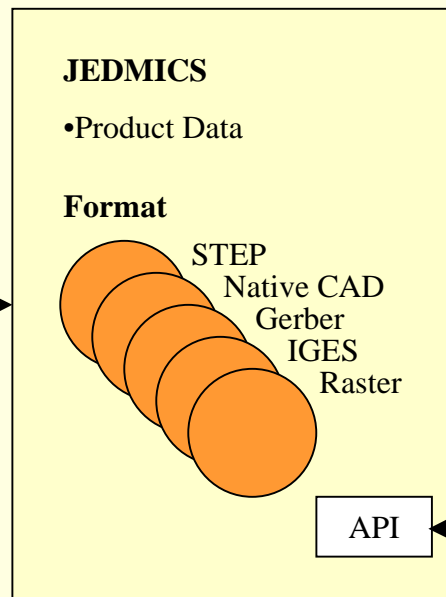 JEDMICS
•Product Data
Format
STEP
Native CAD
Gerber
IGES
Raster
API